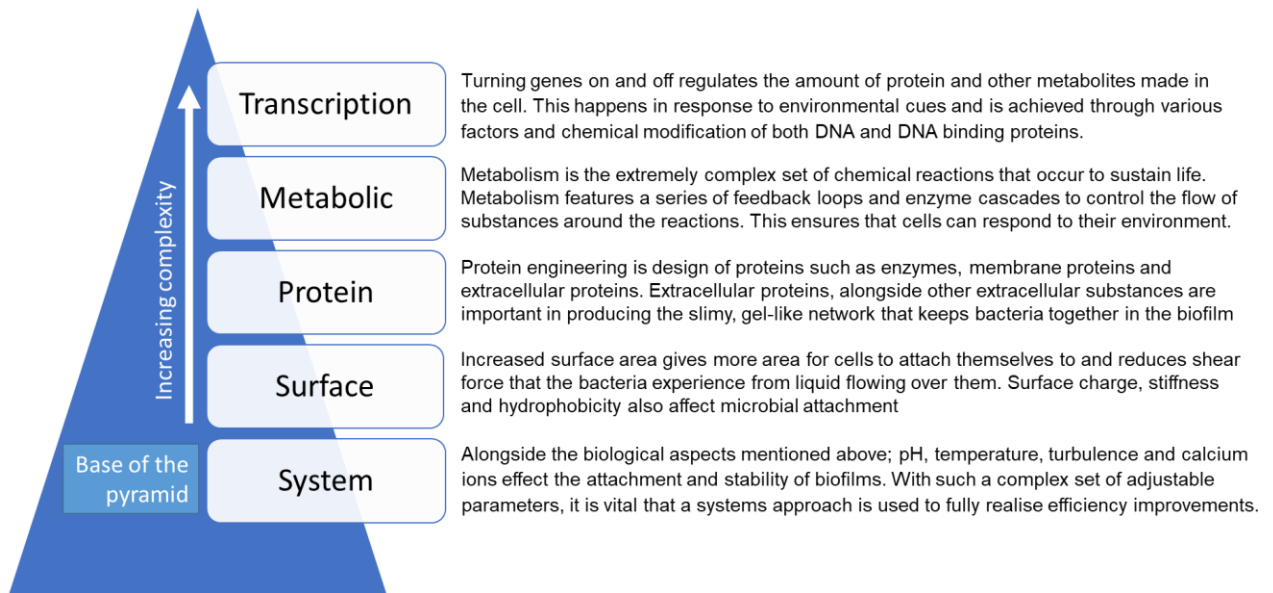 Transcription
Turning genes on and off regulates the amount of protein and other metabolites made in
the cell. This happens in response to environmental cues and is achieved through various
factors and chemical modification of both DNA and DNA binding proteins.
Metabolic
Metabolism is the extremely complex set of chemical reactions that occur to sustain life.
Metabolism features a series of feedback loops and enzyme cascades to control the flow of
substances around the reactions. This ensures that cells can respond to their environment.
Increasing complexity
Protein
Protein engineering is design of proteins such as enzymes, membrane proteins and
extracellular proteins. Extracellular proteins, alongside other extracellular substances are
important in producing the slimy, gel-like network that keeps bacteria together in the biofilm
Surface
Increased surface area gives more area for cells to attach themselves to and reduces shear
force that the bacteria experience from liquid flowing over them. Surface charge, stiffness
and hydrophobicity also affect microbial attachment
Base of the
pyramid
System
Alongside the biological aspects mentioned above; pH, temperature, turbulence and calcium
ions effect the attachment and stability of biofilms. With such a complex set of adjustable
parameters, it is vital that a systems approach is used to fully realise efficiency improvements.